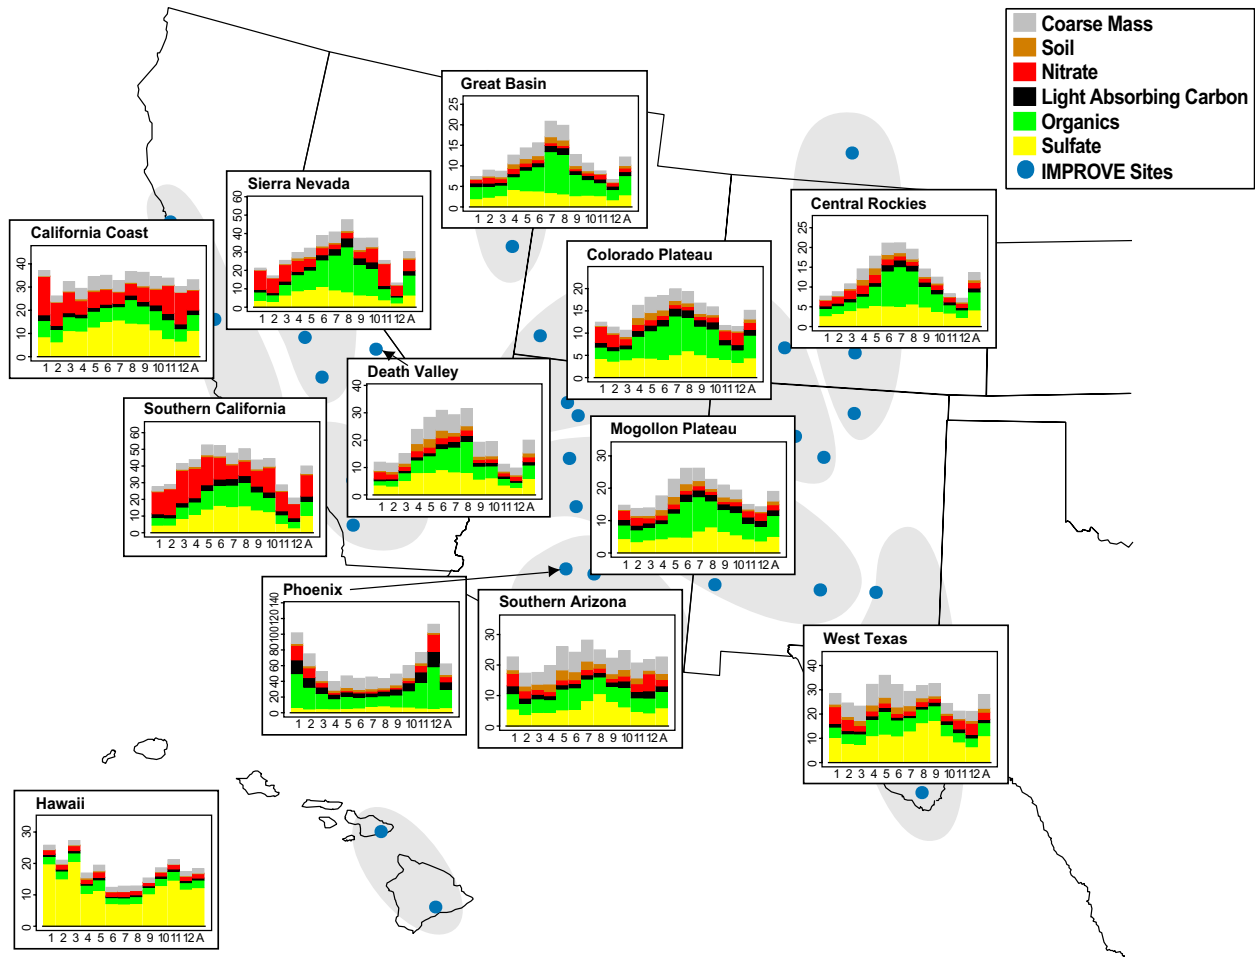 Coarse Mass
Soil
Nitrate
Light Absorbing Carbon
Organics
Sulfate
IMPROVE Sites
Great Basin
0 5 10 15 20 25
1 2 3 4 5 6 7 8 9 10 11 12 A
Sierra Nevada
0 10 20 30 40 50 60
1 2 3 4 5 6 7 8 9 10 11 12 A
Central Rockies
0 5 10 15 20 25
1 2 3 4 5 6 7 8 9 10 11 12 A
California Coast
0 10 20 30 40
1 2 3 4 5 6 7 8 9 10 11 12 A
Colorado Plateau
0 5 10 15 20
1 2 3 4 5 6 7 8 9 10 11 12 A
Death Valley
0 10 20 30 40
1 2 3 4 5 6 7 8 9 10 11 12 A
Southern California
0 10 20 30 40 50 60
1 2 3 4 5 6 7 8 9 10 11 12 A
Mogollon Plateau
0 10 20 30
1 2 3 4 5 6 7 8 9 10 11 12 A
Phoenix
0 20 40 60 80 100 120 140
1 2 3 4 5 6 7 8 9 10 11 12 A
Southern Arizona
0 10 20 30
1 2 3 4 5 6 7 8 9 10 11 12 A
West Texas
0 10 20 30 40
1 2 3 4 5 6 7 8 9 10 11 12 A
Hawaii
0 10 20 30
1 2 3 4 5 6 7 8 9 10 11 12 A